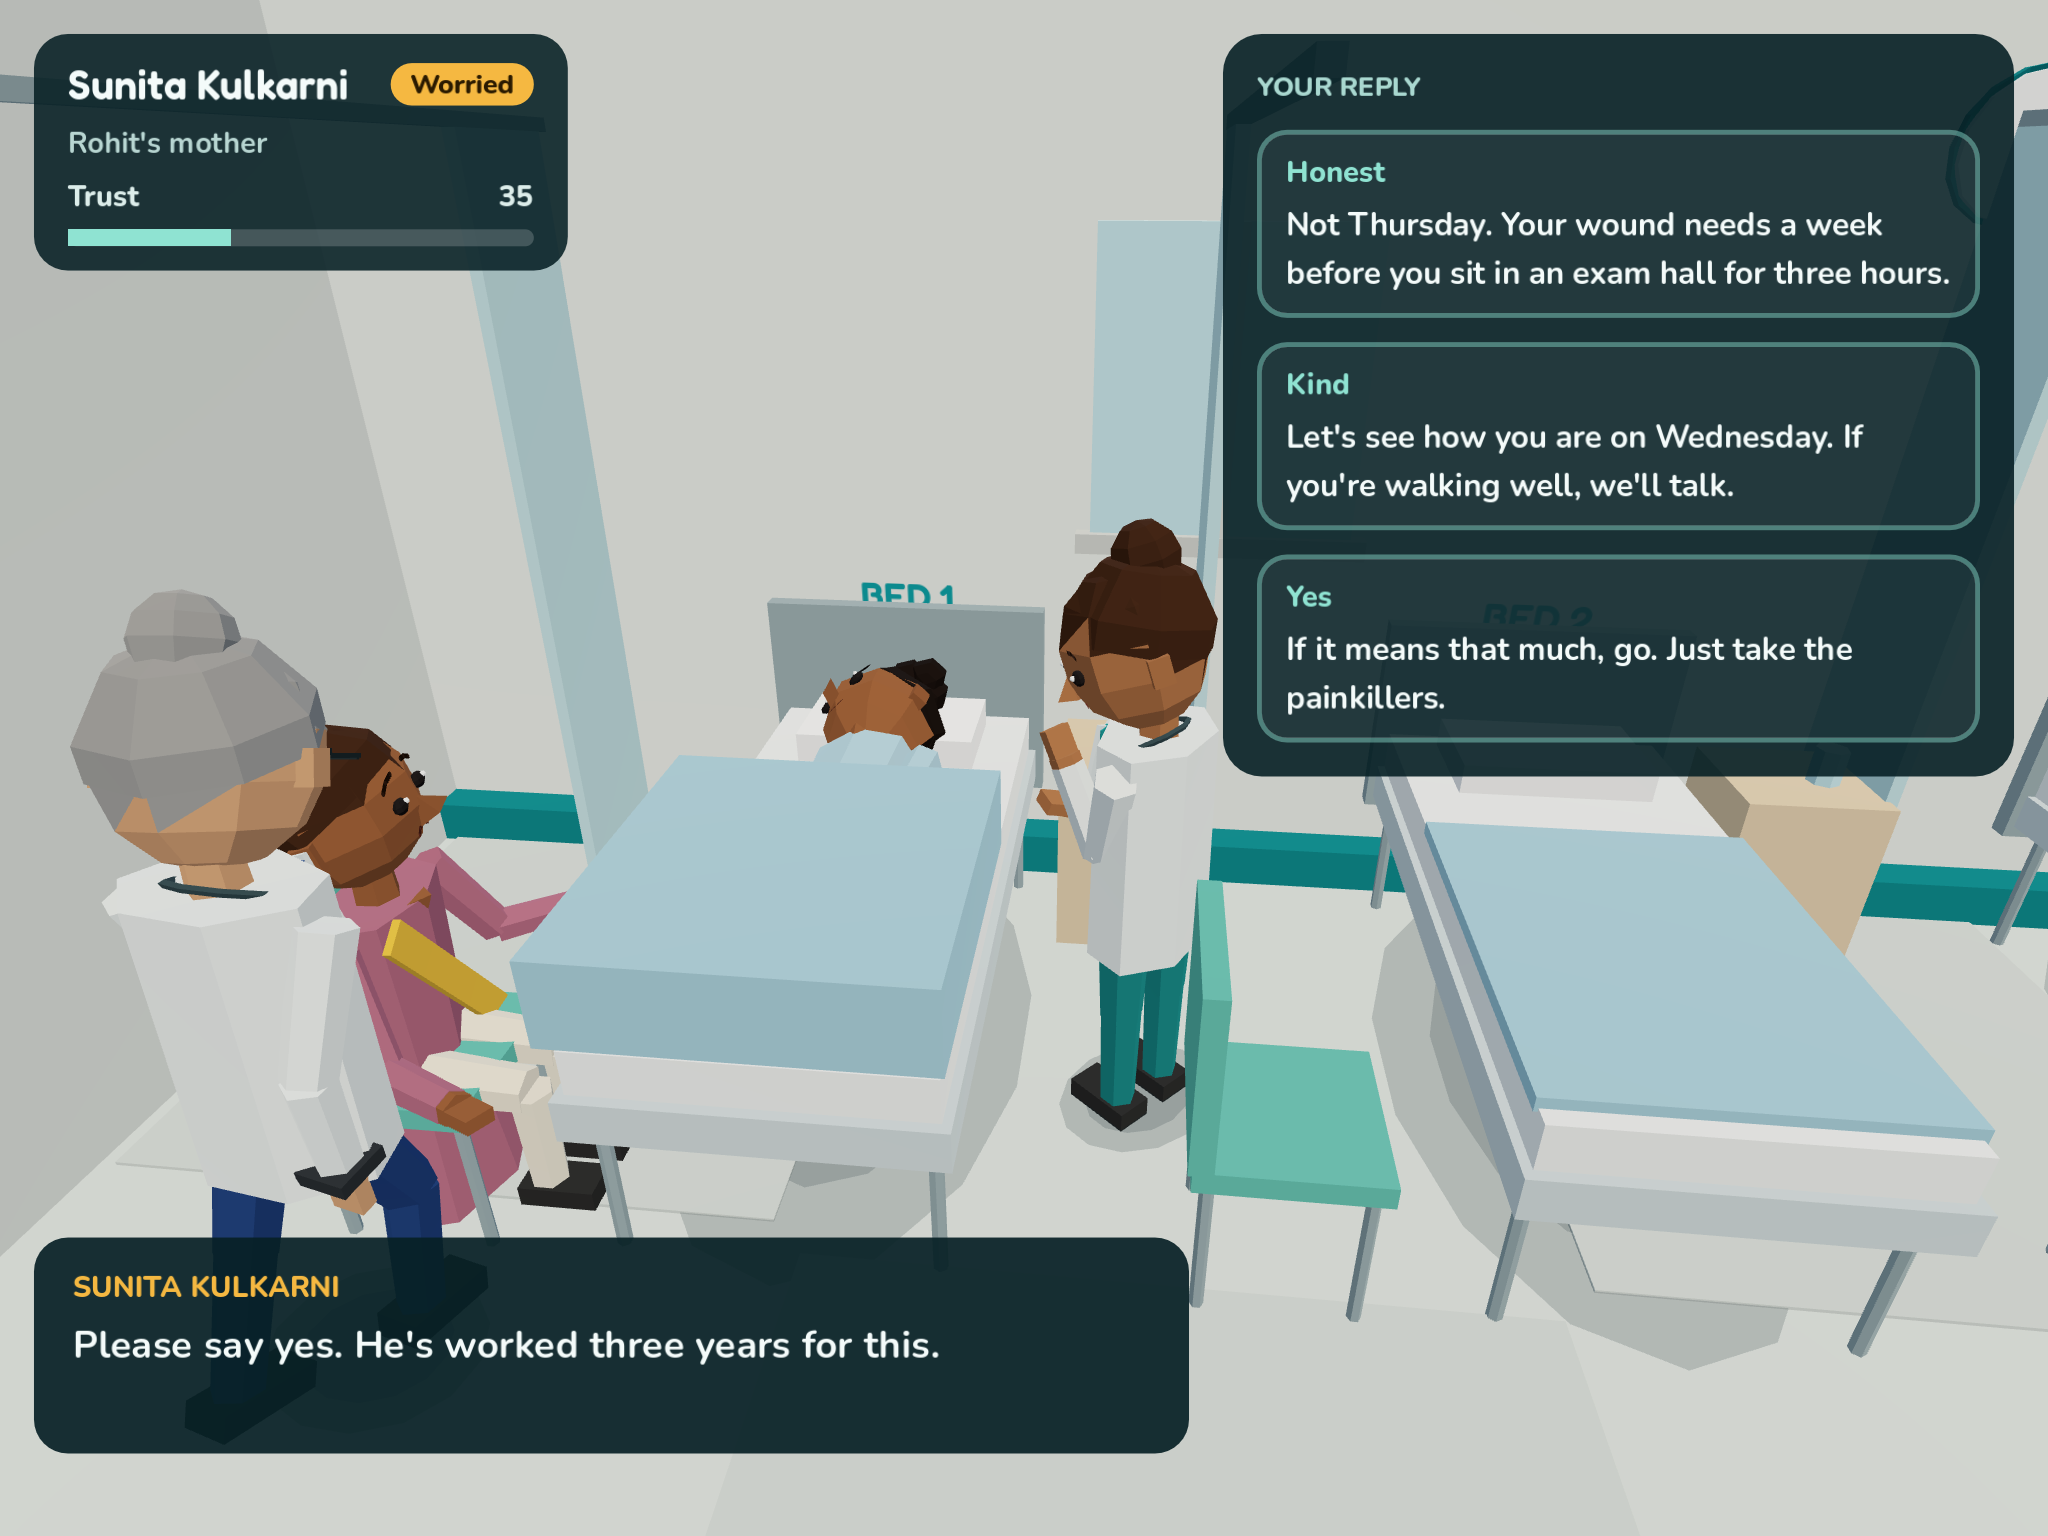 Sunita Kulkarni
Worried
Rohit's mother
Trust
35
YOUR REPLY
Honest
Not Thursday. Your wound needs a week
before you sit in an exam hall for three hours.
Kind
Let's see how you are on Wednesday. If
you're walking well, we'll talk.
Yes
If it means that much, go. Just take the
painkillers.
BED 1
BED 2
SUNITA KULKARNI
Please say yes. He's worked three years for this.